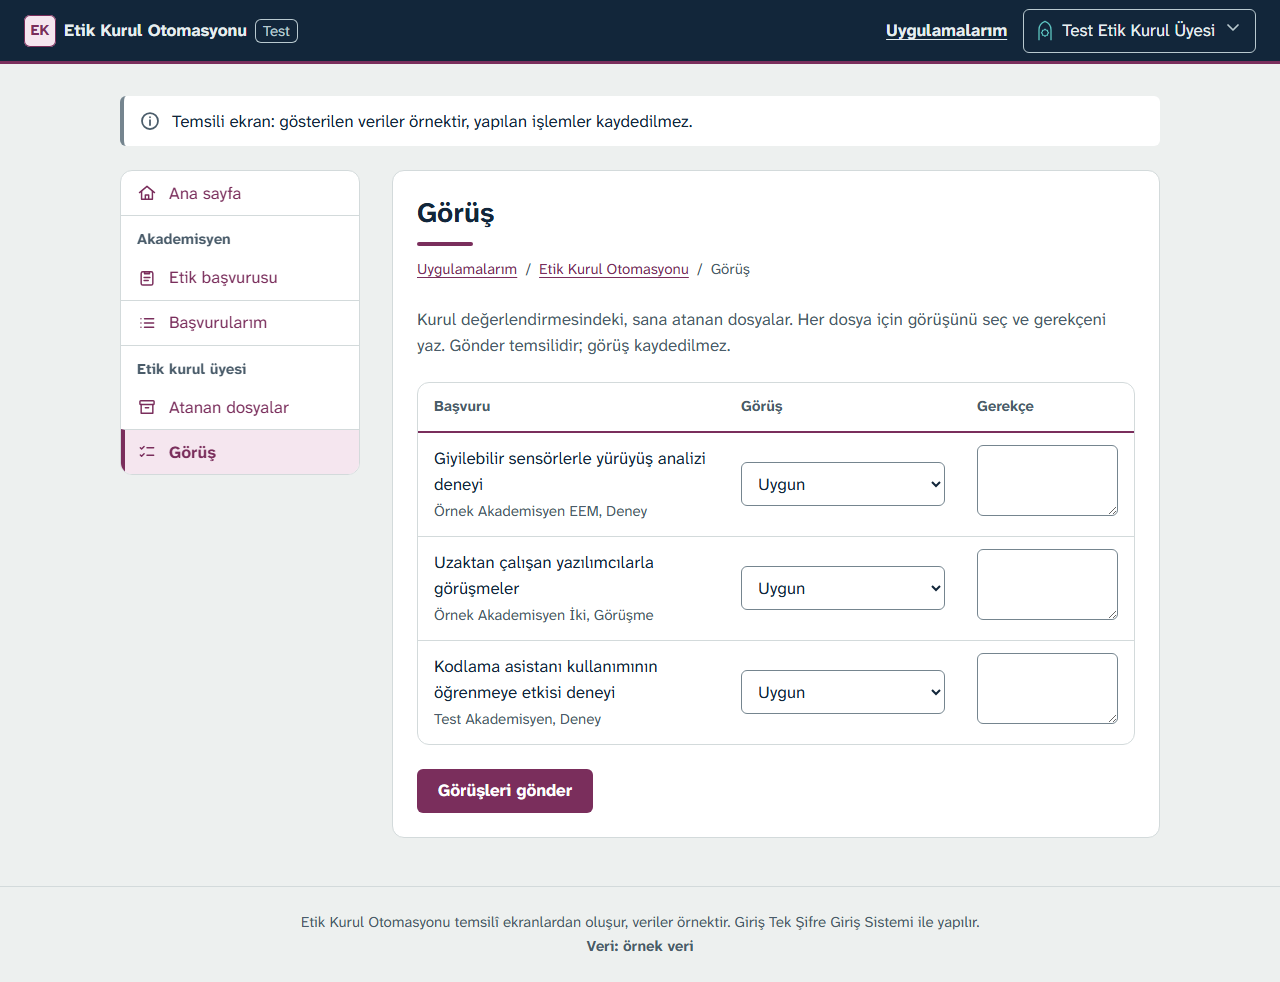 EK Etik Kurul Otomasyonu Test
Uygulamalarım
Test Etik Kurul Üyesi
Temsili ekran: gösterilen veriler örnektir, yapılan işlemler kaydedilmez.
Ana sayfa
Akademisyen
Etik başvurusu
Başvurularım
Etik kurul üyesi
Atanan dosyalar
Görüş
Görüş
Uygulamalarım / Etik Kurul Otomasyonu / Görüş
Kurul değerlendirmesindeki, sana atanan dosyalar. Her dosya için görüşünü seç ve gerekçeni
yaz. Gönder temsilidir; görüş kaydedilmez.
Başvuru Görüş Gerekçe
Giyilebilir sensörlerle yürüyüş analizi
deneyi
Örnek Akademisyen EEM, Deney
Uygun
Uzaktan çalışan yazılımcılarla
görüşmeler
Örnek Akademisyen İki, Görüşme
Uygun
Kodlama asistanı kullanımının
öğrenmeye etkisi deneyi
Test Akademisyen, Deney
Uygun
Görüşleri gönder
Etik Kurul Otomasyonu temsilî ekranlardan oluşur, veriler örnektir. Giriş Tek Şifre Giriş Sistemi ile yapılır.
Veri: örnek veri